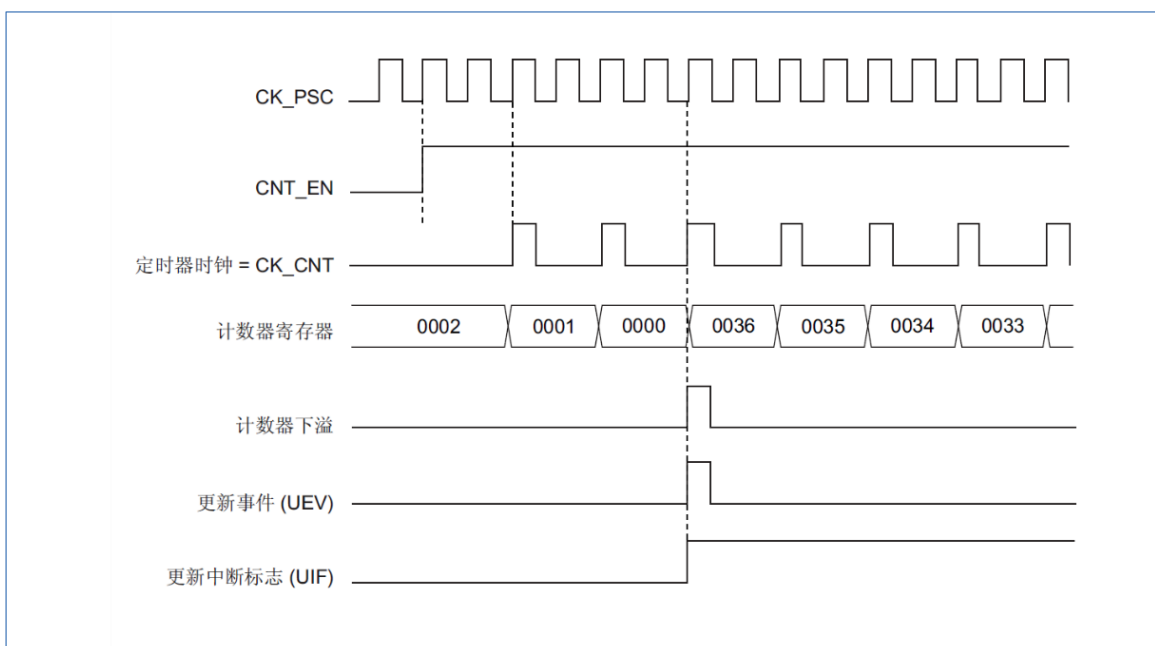 CK_PSC
CNT_EN
定时器时钟 = CK_CNT
计数器寄存器 0002 0001 0000 0036 0035 0034 0033
计数器下溢
更新事件 (UEV)
更新中断标志 (UIF)